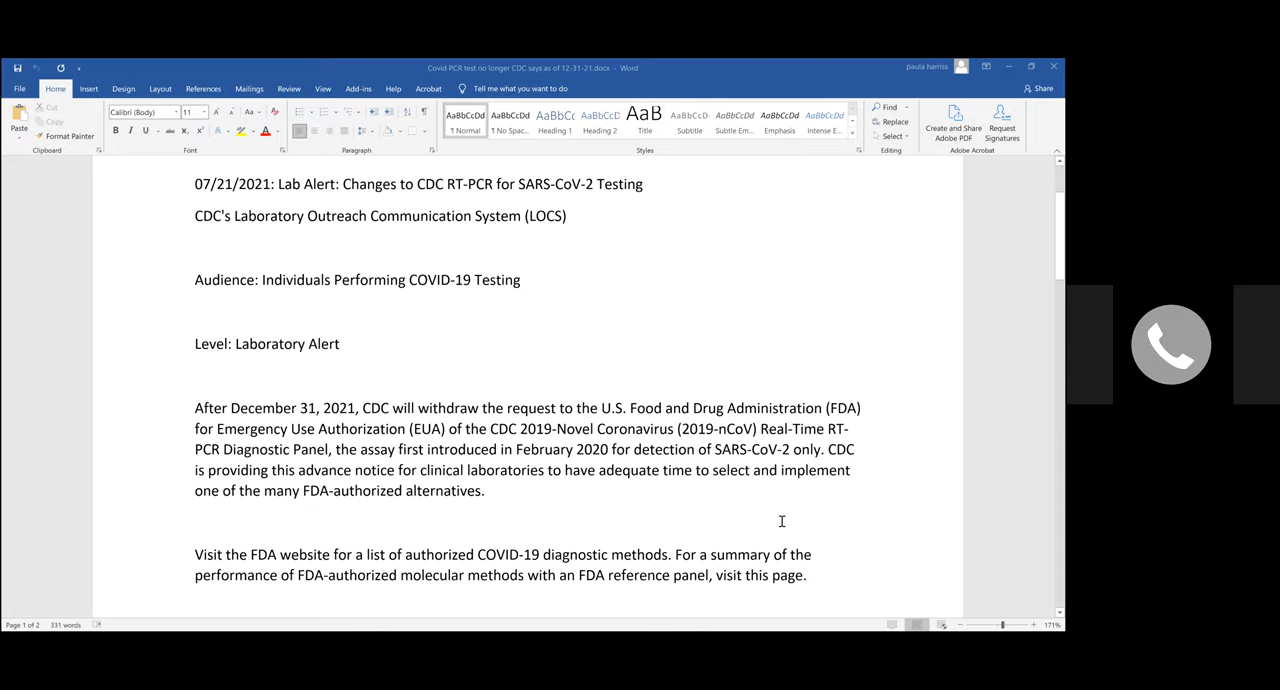 Covid PCR test no longer CDC says as of 12-31-21.docx - Word
paula harriss
File Home Insert Design Layout References Mailings Review View Add-ins Help Acrobat Tell me what you want to do Share
Paste
Cut
Copy
Format Painter
Clipboard
Calibri (Body) 11
Font
Paragraph
AaBbCcDd AaBbCcDd AaBbCc AaBbCcD AaB AaBbCcD AaBbCcDd AaBbCcDd AaBbCcDd
¶ Normal ¶ No Spac... Heading 1 Heading 2 Title Subtitle Subtle Em... Emphasis Intense E...
Styles
Find
Replace
Select
Editing
Create and Share Adobe PDF
Request Signatures
Adobe Acrobat
07/21/2021: Lab Alert: Changes to CDC RT-PCR for SARS-CoV-2 Testing
CDC's Laboratory Outreach Communication System (LOCS)
Audience: Individuals Performing COVID-19 Testing
Level: Laboratory Alert
After December 31, 2021, CDC will withdraw the request to the U.S. Food and Drug Administration (FDA)
for Emergency Use Authorization (EUA) of the CDC 2019-Novel Coronavirus (2019-nCoV) Real-Time RT-
PCR Diagnostic Panel, the assay first introduced in February 2020 for detection of SARS-CoV-2 only. CDC
is providing this advance notice for clinical laboratories to have adequate time to select and implement
one of the many FDA-authorized alternatives.
Visit the FDA website for a list of authorized COVID-19 diagnostic methods. For a summary of the
performance of FDA-authorized molecular methods with an FDA reference panel, visit this page.
Page 1 of 2 331 words
171%